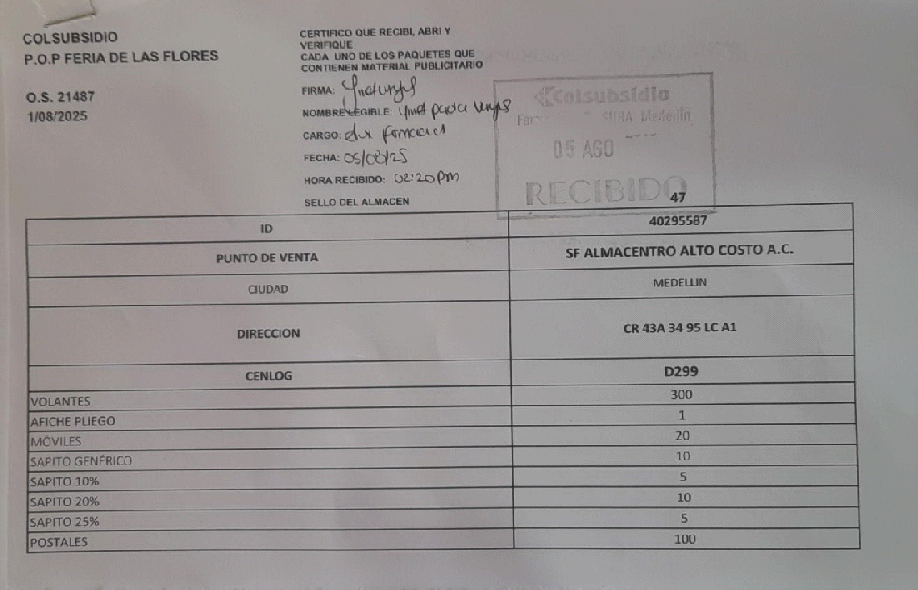 COLSUBSIDIO
P.O.P FERIA DE LAS FLORES
O.S. 21487
1/08/2025
CERTIFICO QUE RECIBI, ABRI Y
VERIFIQUE
CADA UNO DE LOS PAQUETES QUE
CONTIENEN MATERIAL PUBLICITARIO
FIRMA:
NOMBRE LEGIBLE:
CARGO:
FECHA: 05/08/25
HORA RECIBIDO: 02:20pm
SELLO DEL ALMACEN
Colsubsidio
Medellin
05 AGO
RECIBIDO
47
ID 40295587
PUNTO DE VENTA SF ALMACENTRO ALTO COSTO A.C.
CIUDAD MEDELLIN
DIRECCION CR 43A 34 95 LC A1
CENLOG D299
VOLANTES 300
AFICHE PLIEGO 1
MÓVILES 20
SAPITO GENÉRICO 10
SAPITO 10% 5
SAPITO 20% 10
SAPITO 25% 5
POSTALES 100